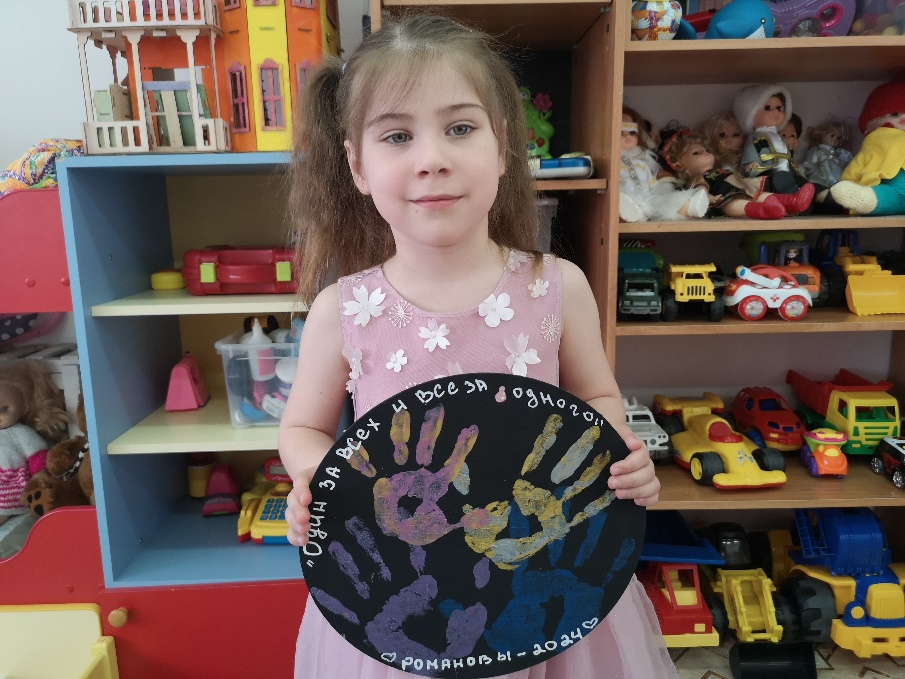 "Один за всех и все за одного!"
♡ РОМАНОВЫ - 2024 ♡